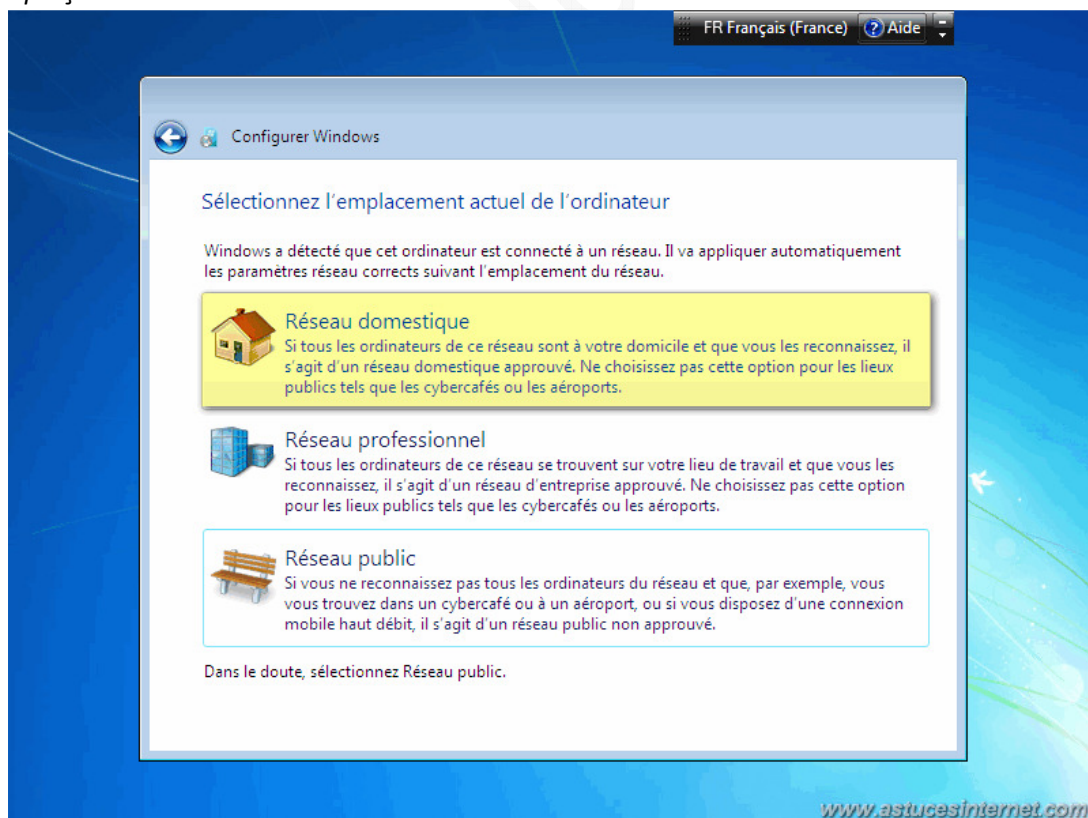 FR Français (France) Aide
Configurer Windows
Sélectionnez l'emplacement actuel de l'ordinateur
Windows a détecté que cet ordinateur est connecté à un réseau. Il va appliquer automatiquement
les paramètres réseau corrects suivant l'emplacement du réseau.
Réseau domestique
Si tous les ordinateurs de ce réseau sont à votre domicile et que vous les reconnaissez, il
s'agit d'un réseau domestique approuvé. Ne choisissez pas cette option pour les lieux
publics tels que les cybercafés ou les aéroports.
Réseau professionnel
Si tous les ordinateurs de ce réseau se trouvent sur votre lieu de travail et que vous les
reconnaissez, il s'agit d'un réseau d'entreprise approuvé. Ne choisissez pas cette option
pour les lieux publics tels que les cybercafés ou les aéroports.
Réseau public
Si vous ne reconnaissez pas tous les ordinateurs du réseau et que, par exemple, vous
vous trouvez dans un cybercafé ou à un aéroport, ou si vous disposez d'une connexion
mobile haut débit, il s'agit d'un réseau public non approuvé.
Dans le doute, sélectionnez Réseau public.
www.astucesinternet.com